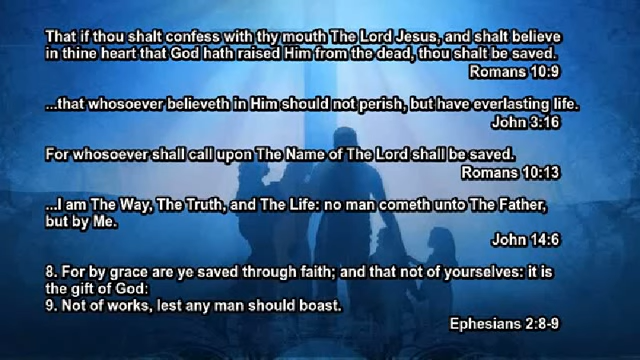 That if thou shalt confess with thy mouth The Lord Jesus, and shalt believe
in thine heart that God hath raised Him from the dead, thou shalt be saved.
Romans 10:9
...that whosoever believeth in Him should not perish, but have everlasting life.
John 3:16
For whosoever shall call upon The Name of The Lord shall be saved.
Romans 10:13
...I am The Way, The Truth, and The Life: no man cometh unto The Father,
but by Me.
John 14:6
8. For by grace are ye saved through faith; and that not of yourselves: it is
the gift of God:
9. Not of works, lest any man should boast.
Ephesians 2:8-9